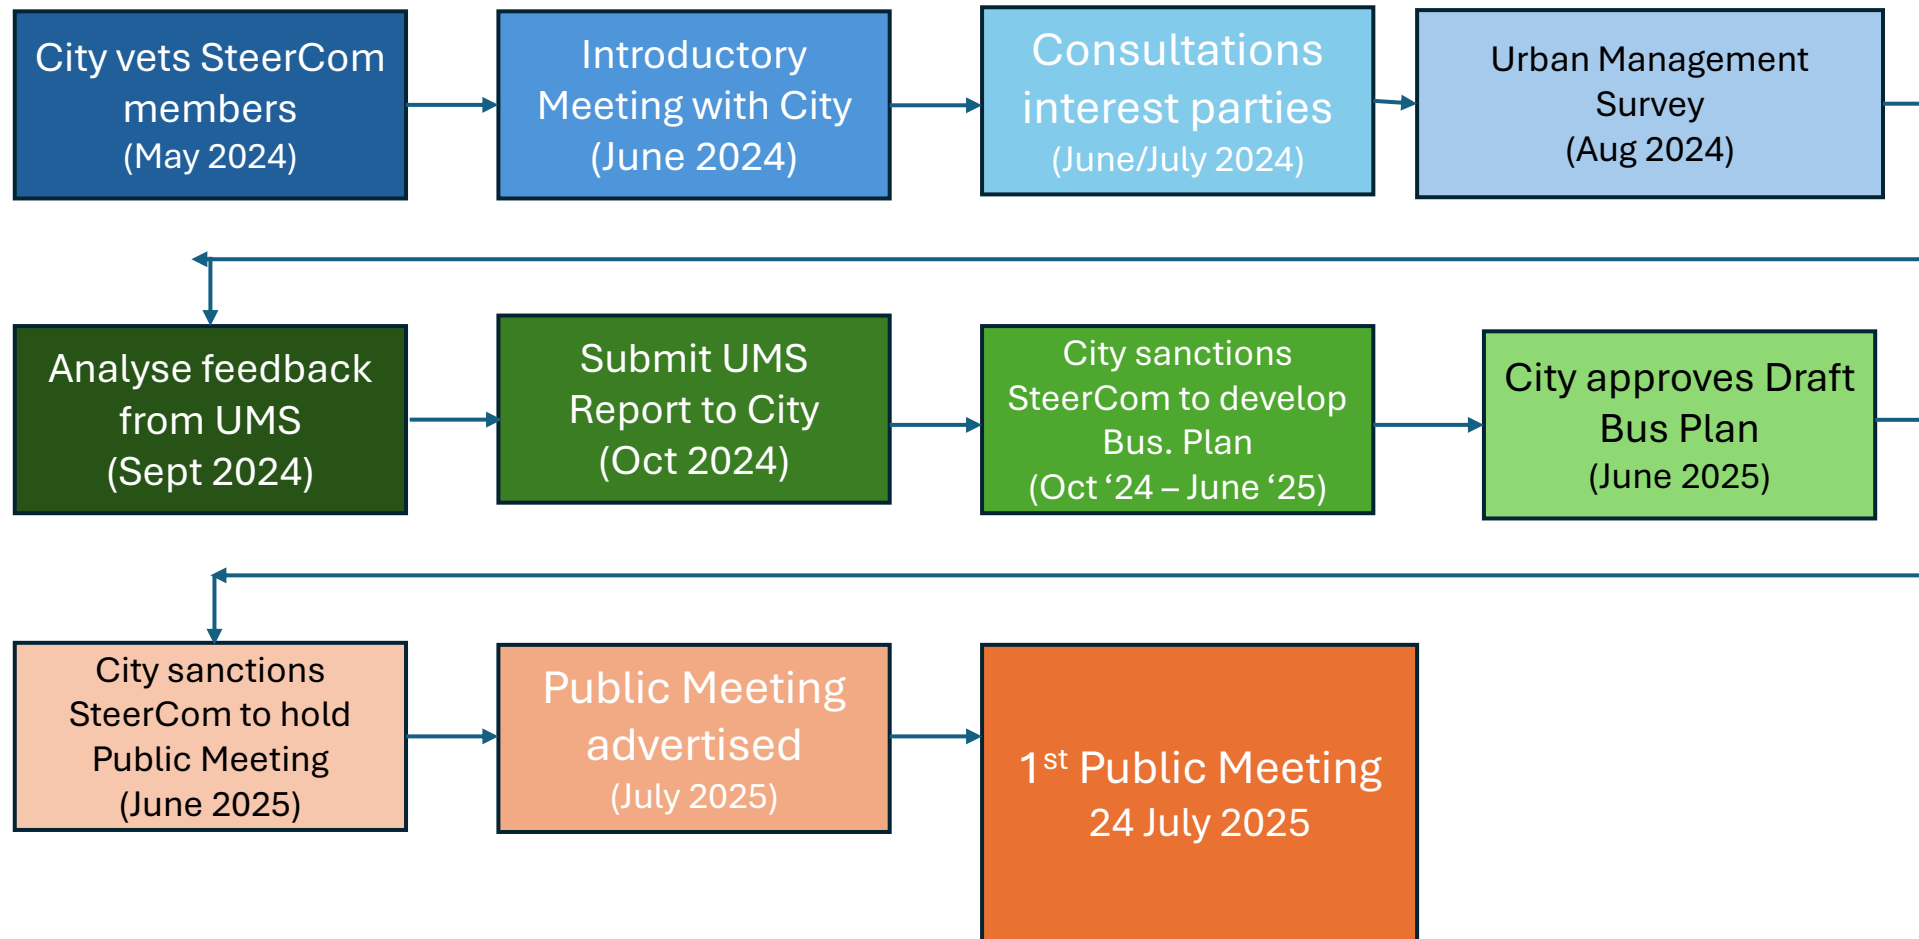 City vets SteerCom
members
(May 2024)
Introductory
Meeting with City
(June 2024)
Consultations
interest parties
(June/July 2024)
Urban Management
Survey
(Aug 2024)
Analyse feedback
from UMS
(Sept 2024)
Submit UMS
Report to City
(Oct 2024)
City sanctions
SteerCom to develop
Bus. Plan
(Oct ‘24 – June ‘25)
City approves Draft
Bus Plan
(June 2025)
City sanctions
SteerCom to hold
Public Meeting
(June 2025)
Public Meeting
advertised
(July 2025)
1st Public Meeting
24 July 2025